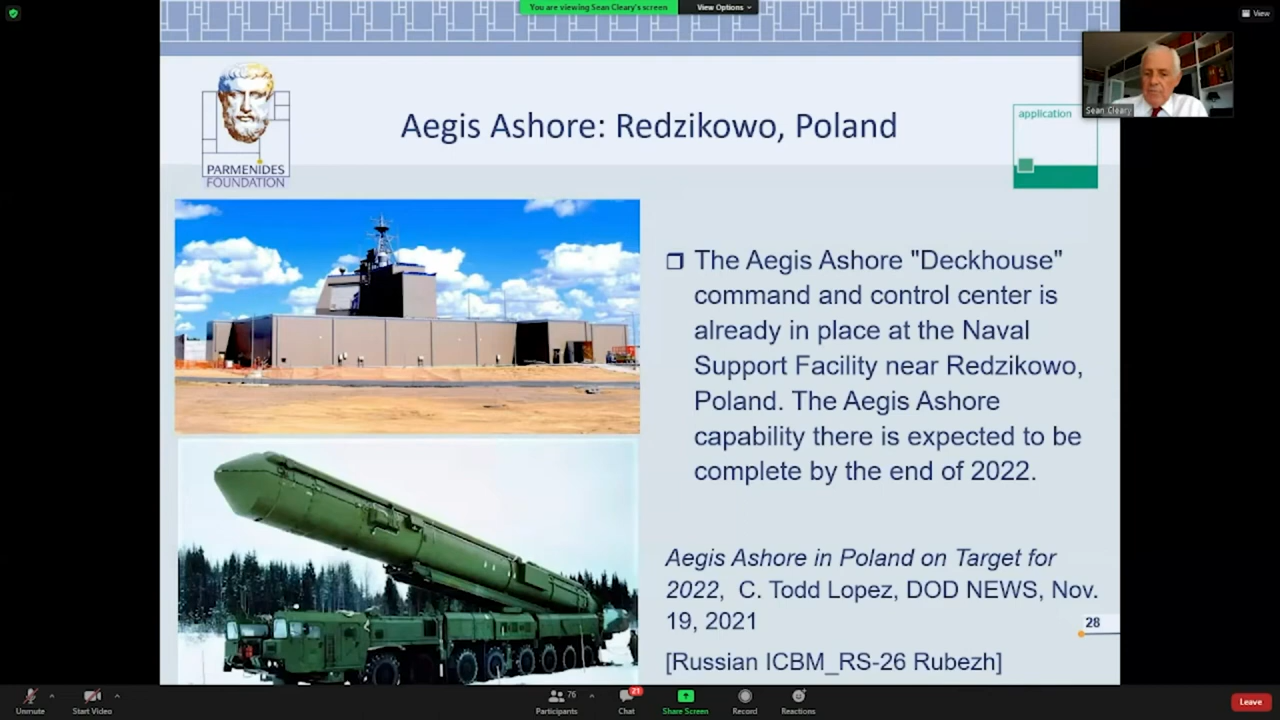 You are viewing Sean Cleary's screen
View Options
View
Sean Cleary
PARMENIDES
FOUNDATION
Aegis Ashore: Redzikowo, Poland
application
❒ The Aegis Ashore "Deckhouse"
command and control center is
already in place at the Naval
Support Facility near Redzikowo,
Poland. The Aegis Ashore
capability there is expected to be
complete by the end of 2022.
Aegis Ashore in Poland on Target for
2022, C. Todd Lopez, DOD NEWS, Nov.
19, 2021
28
[Russian ICBM_RS-26 Rubezh]
Unmute
Start Video
76
Participants
21
Chat
Share Screen
Record
Reactions
Leave